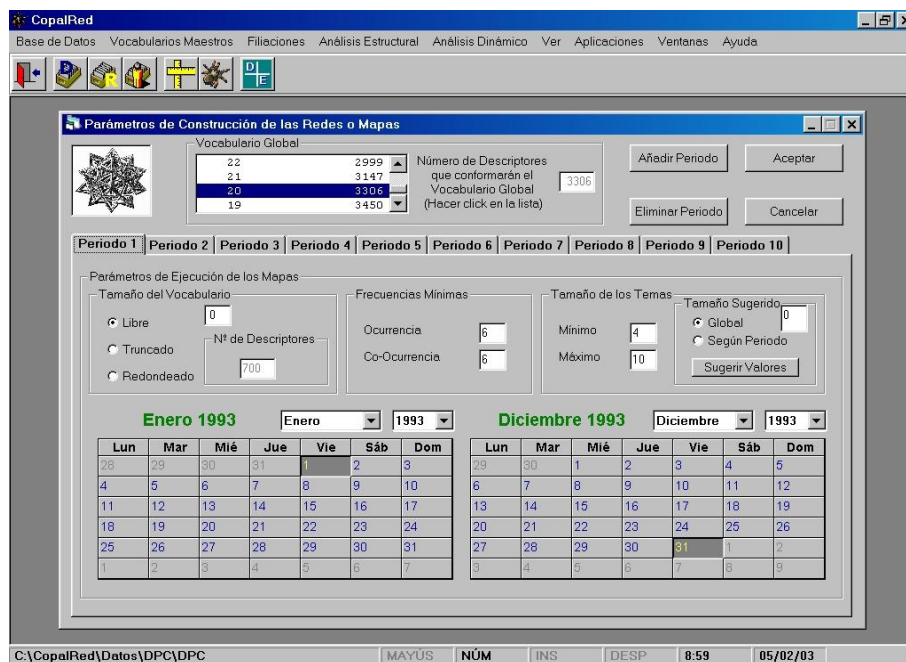 CopalRed
Base de Datos Vocabularios Maestros Filiaciones Análisis Estructural Análisis Dinámico Ver Aplicaciones Ventanas Ayuda
Parámetros de Construcción de las Redes o Mapas
Vocabulario Global
22 2999
21 3147
20 3306
19 3450
Número de Descriptores
que conformarán el
Vocabulario Global
(Hacer click en la lista)
3306
Añadir Periodo Aceptar
Eliminar Periodo Cancelar
Periodo 1 Periodo 2 Periodo 3 Periodo 4 Periodo 5 Periodo 6 Periodo 7 Periodo 8 Periodo 9 Periodo 10
Parámetros de Ejecución de los Mapas
Tamaño del Vocabulario
Libre 0
Truncado
Redondeado
Nº de Descriptores
700
Frecuencias Mínimas
Ocurrencia 6
Co-Ocurrencia 6
Tamaño de los Temas
Mínimo 4
Máximo 10
Tamaño Sugerido
Global 0
Según Periodo
Sugerir Valores
Enero 1993 Enero 1993
Lun Mar Mié Jue Vie Sáb Dom
28 29 30 31 1 2 3
4 5 6 7 8 9 10
11 12 13 14 15 16 17
18 19 20 21 22 23 24
25 26 27 28 29 30 31
1 2 3 4 5 6 7
Diciembre 1993 Diciembre 1993
Lun Mar Mié Jue Vie Sáb Dom
29 30 1 2 3 4 5
6 7 8 9 10 11 12
13 14 15 16 17 18 19
20 21 22 23 24 25 26
27 28 29 30 31 1 2
3 4 5 6 7 8 9
C:\CopalRed\Datos\DPC\DPC MAYÚS NÚM INS DESP 8:59 05/02/03